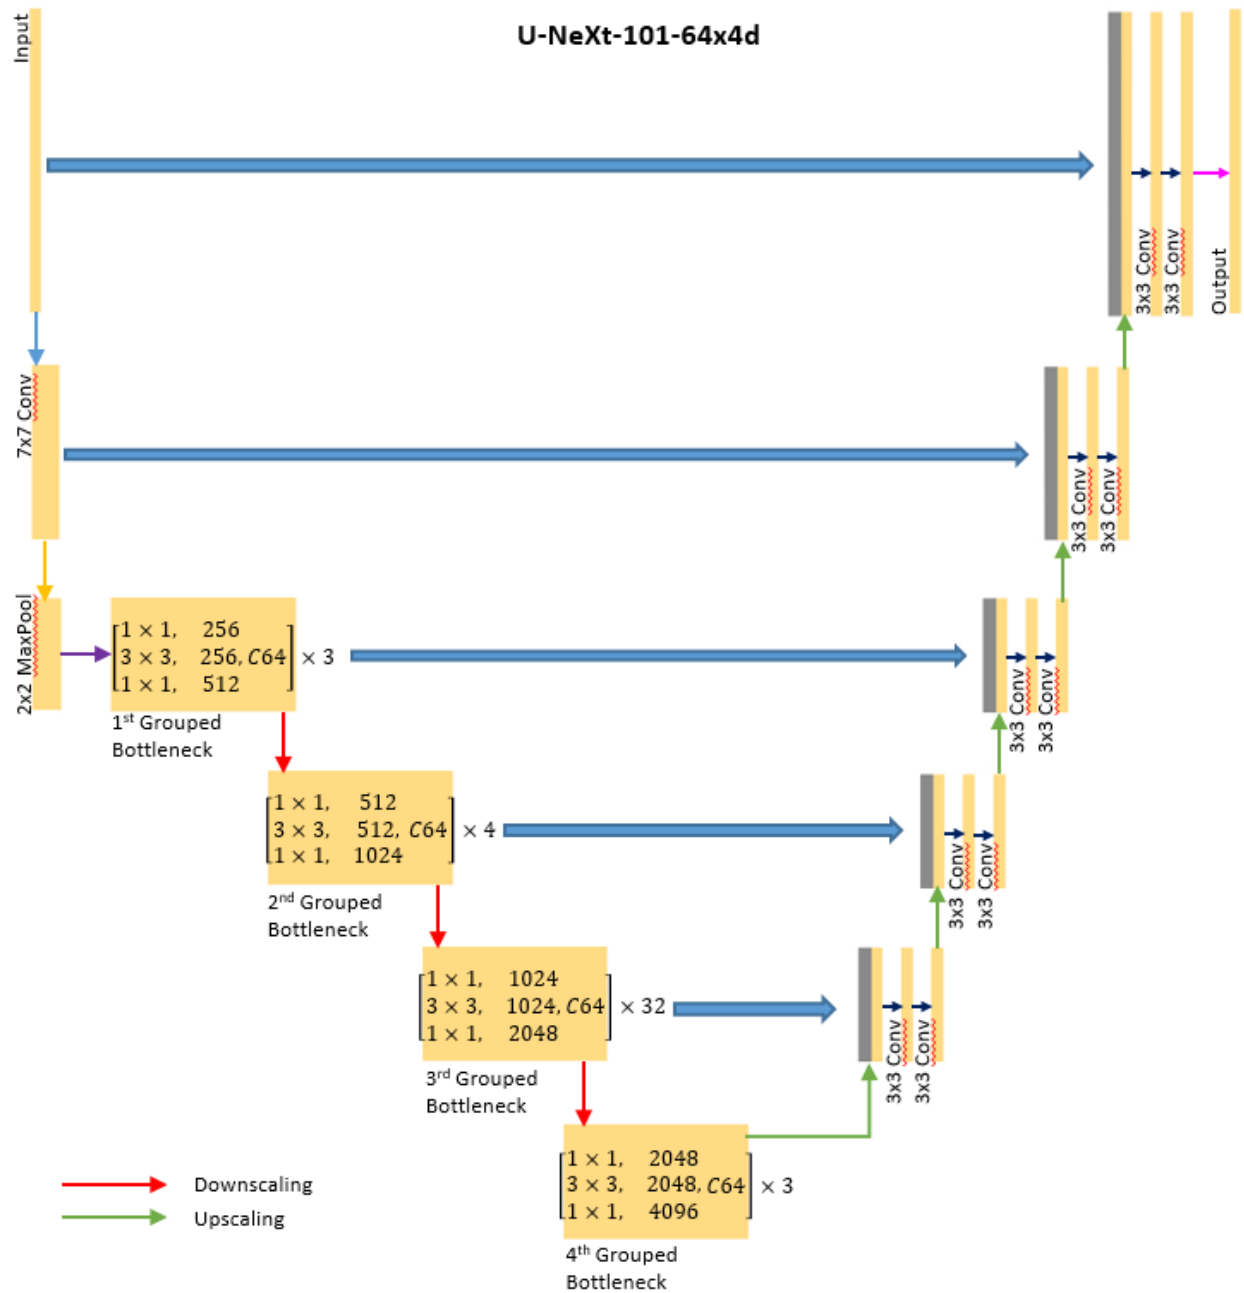 U-NeXt-101-64x4d
Input
3x3 Conv
3x3 Conv
Output
7x7 Conv
3x3 Conv
3x3 Conv
2x2 MaxPool
1 × 1, 256
3 × 3, 256, C64
1 × 1, 512
× 3
1st Grouped
Bottleneck
3x3 Conv
3x3 Conv
1 × 1, 512
3 × 3, 512, C64
1 × 1, 1024
× 4
2nd Grouped
Bottleneck
3x3 Conv
3x3 Conv
1 × 1, 1024
3 × 3, 1024, C64
1 × 1, 2048
× 32
3rd Grouped
Bottleneck
3x3 Conv
3x3 Conv
1 × 1, 2048
3 × 3, 2048, C64
1 × 1, 4096
× 3
4th Grouped
Bottleneck
Downscaling
Upscaling